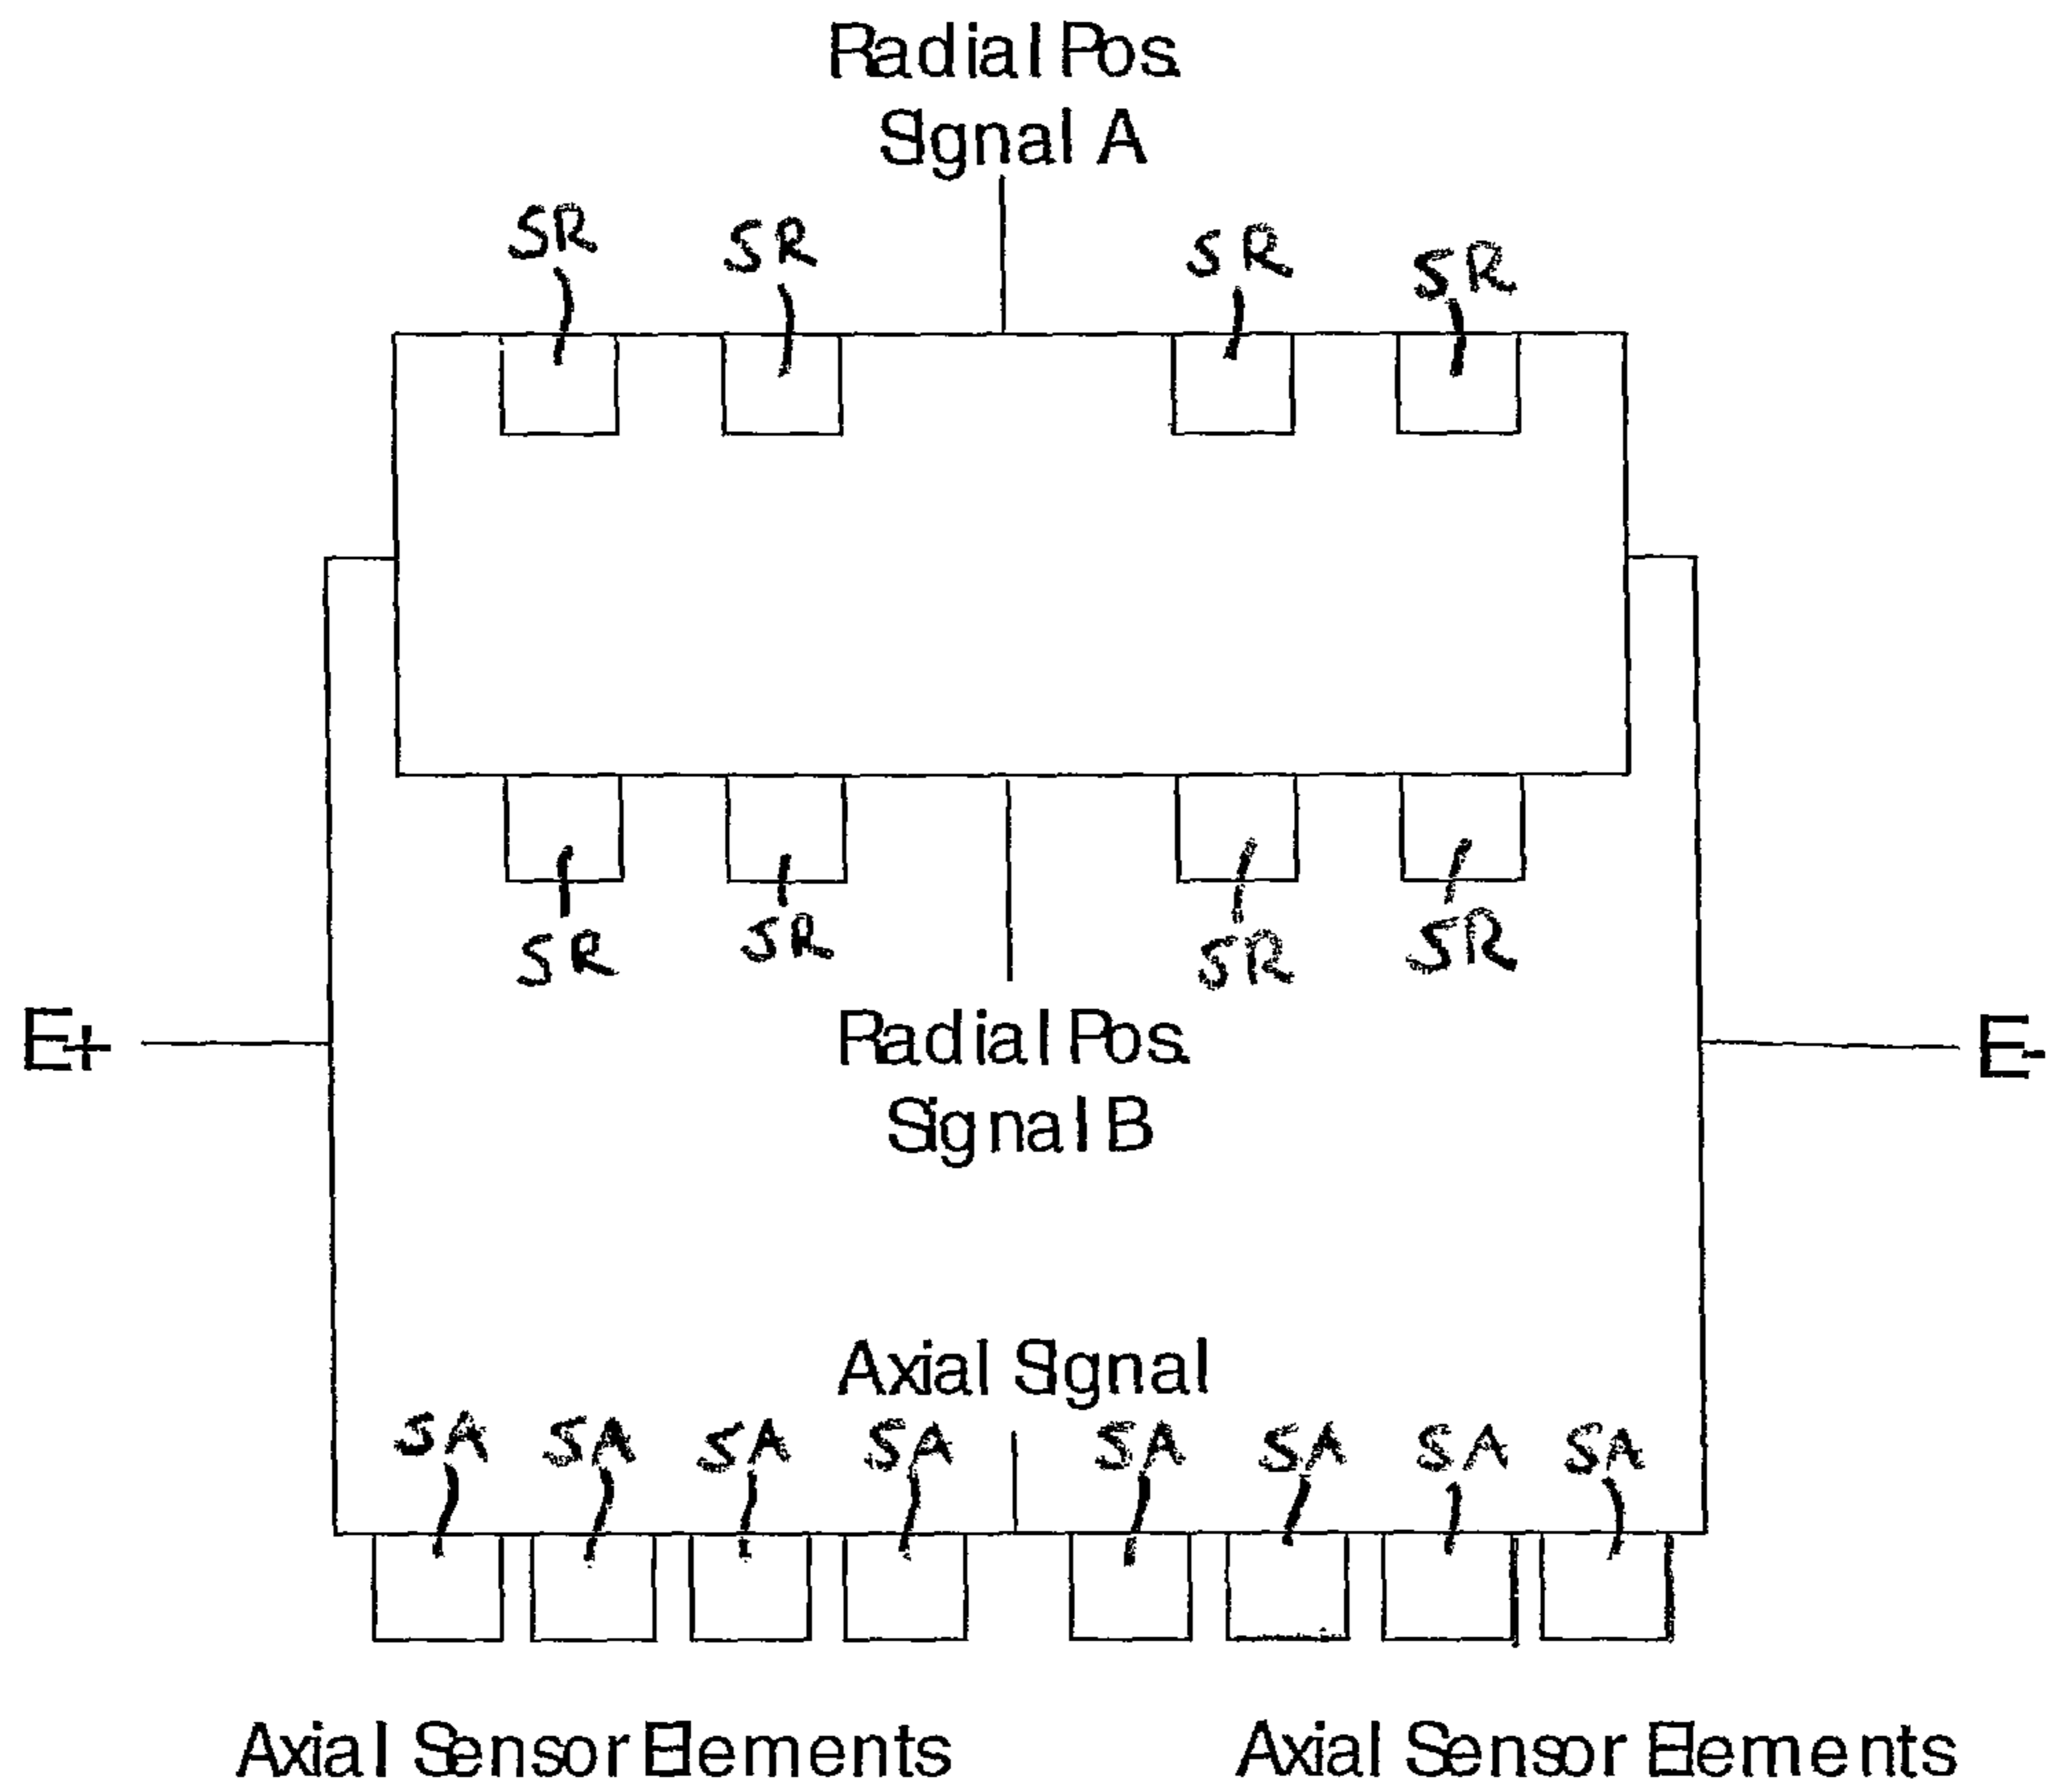 Radial Pos.
Signal A
SR SR SR SR
SR SR SR SR
E+ E-
Radial Pos.
Signal B
Axial Signal
SA SA SA SA SA SA SA SA
Axial Sensor Elements Axial Sensor Elements